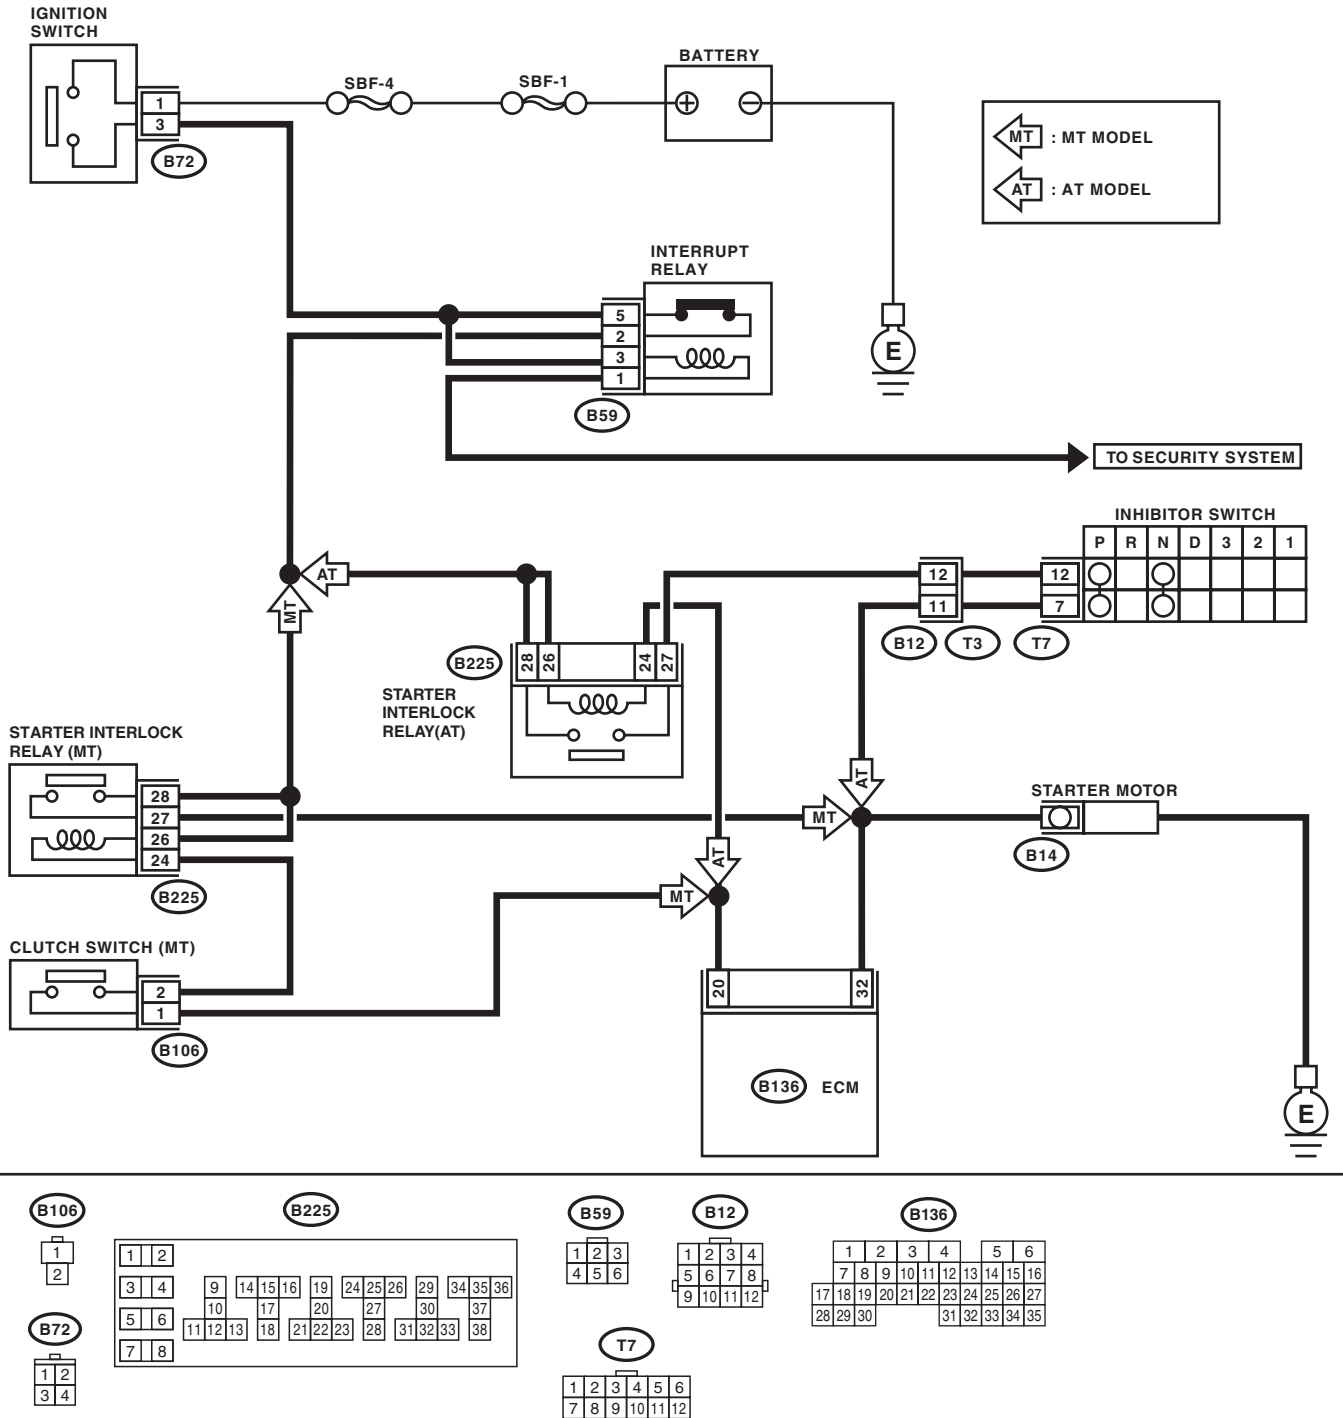 IGNITION
SWITCH
1
3
B72
SBF-4
SBF-1
BATTERY
+
−
MT : MT MODEL
AT : AT MODEL
E
INTERRUPT
RELAY
5
2
3
1
B59
TO SECURITY SYSTEM
INHIBITOR SWITCH
P R N D 3 2 1
12 12
11 7
B12 T3 T7
AT
MT
B225
28 26 24 27
STARTER
INTERLOCK
RELAY(AT)
STARTER INTERLOCK
RELAY (MT)
28
27
26
24
B225
AT
MT
STARTER MOTOR
B14
AT
MT
CLUTCH SWITCH (MT)
2
1
B106
20 32
B136 ECM
E
B106
1
2
B72
1 2
3 4
B225
1 2
3 4 9 14 15 16 19 24 25 26 29 34 35 36
10 17 20 27 30 37
5 6 11 12 13 18 21 22 23 28 31 32 33 38
7 8
B59
1 2 3
4 5 6
B12
1 2 3 4
5 6 7 8
9 10 11 12
B136
1 2 3 4 5 6
7 8 9 10 11 12 13 14 15 16
17 18 19 20 21 22 23 24 25 26 27
28 29 30 31 32 33 34 35
T7
1 2 3 4 5 6
7 8 9 10 11 12